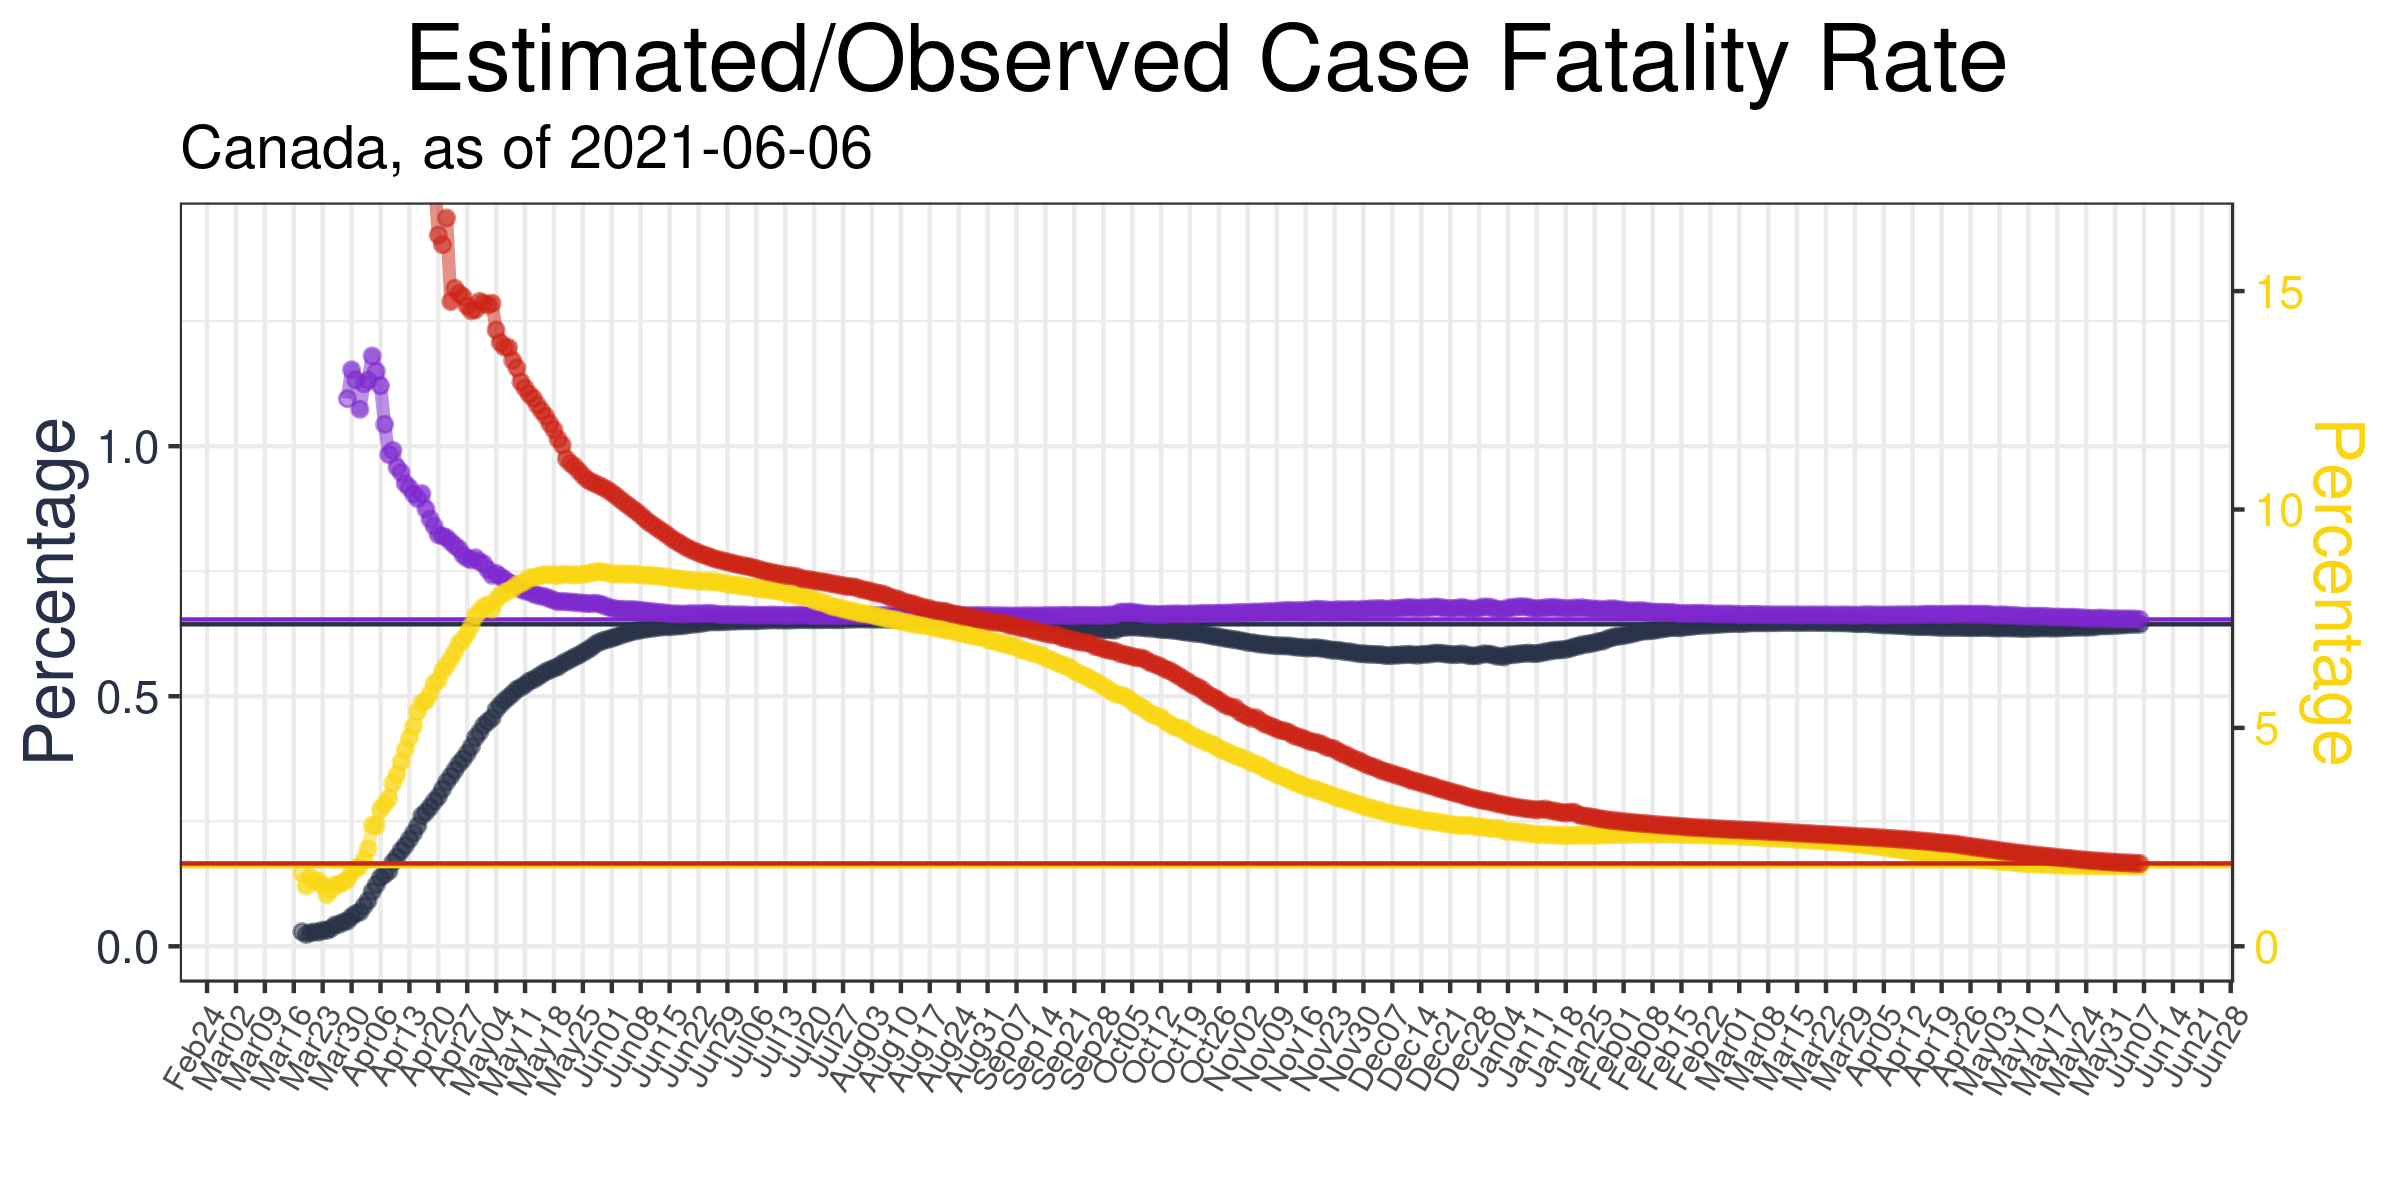 Estimated/Observed Case Fatality Rate
Canada, as of 2021-06-06
Percentage
1.0
0.5
0.0
15
10
5
0
Percentage
Feb24
Mar02
Mar09
Mar16
Mar23
Mar30
Apr06
Apr13
Apr20
Apr27
May04
May11
May18
May25
Jun01
Jun08
Jun15
Jun22
Jun29
Jul06
Jul13
Jul20
Jul27
Aug03
Aug10
Aug17
Aug24
Aug31
Sep07
Sep14
Sep21
Sep28
Oct05
Oct12
Oct19
Oct26
Nov02
Nov09
Nov16
Nov23
Nov30
Dec07
Dec14
Dec21
Dec28
Dec04
Jan11
Jan18
Jan25
Feb01
Feb08
Feb15
Feb22
Mar01
Mar08
Mar15
Mar22
Mar29
Mar05
Apr12
Apr19
Apr26
May03
May10
May17
May24
May31
May07
Jun14
Jun21
Jun28